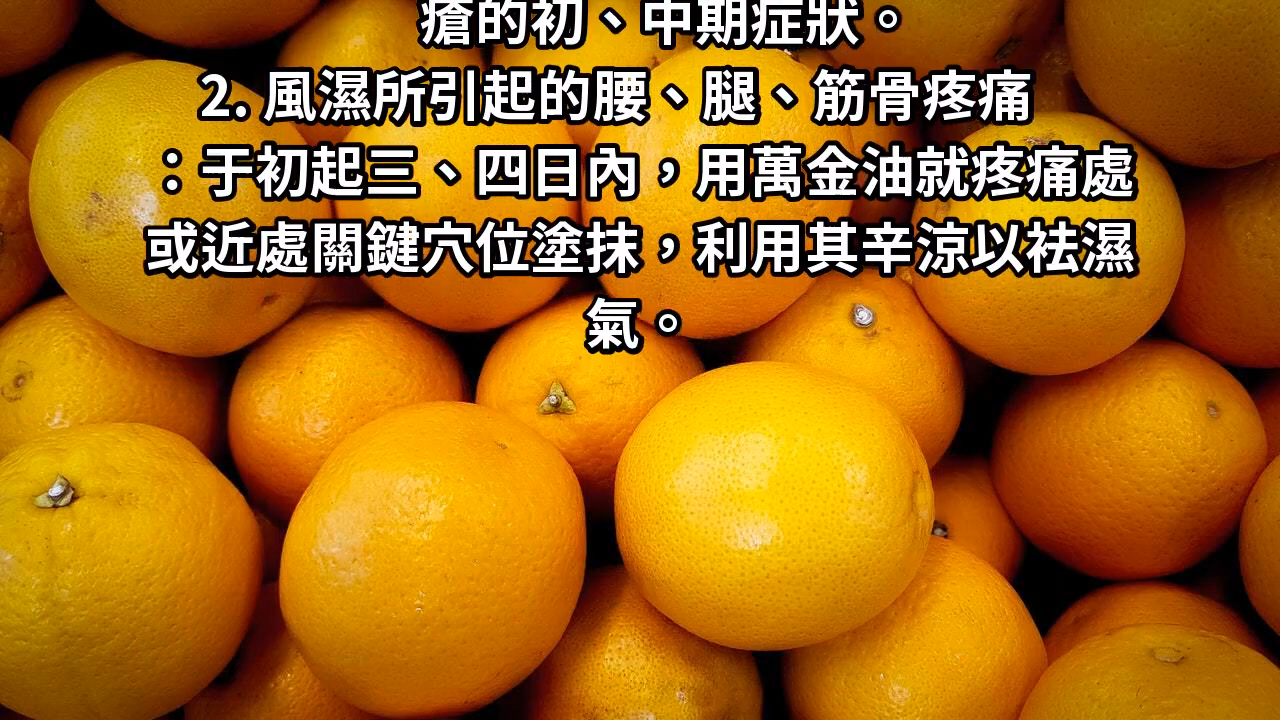 瘡的初、中期症狀。
2. 風濕所引起的腰、腿、筋骨疼痛
：于初起三、四日內，用萬金油就疼痛處
或近處關鍵穴位塗抹，利用其辛涼以袪濕
氣。